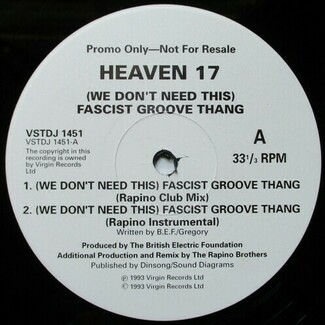 Promo Only—Not For Resale
HEAVEN 17
(WE DON'T NEED THIS)
FASCIST GROOVE THANG
VSTDJ 1451
VSTDJ 1451-A
The copyright in this
recording is owned
by Virgin Records
Ltd
A
33 1/3 RPM
1. (WE DON'T NEED THIS) FASCIST GROOVE THANG
(Rapino Club Mix)
2. (WE DON'T NEED THIS) FASCIST GROOVE THANG
(Rapino Instrumental)
Written by B.E.F./Gregory
Produced by The British Electric Foundation
Additional Production and Remix by The Rapino Brothers
Published by Dinsong/Sound Diagrams
℗ 1993 Virgin Records Ltd
© 1993 Virgin Records Ltd